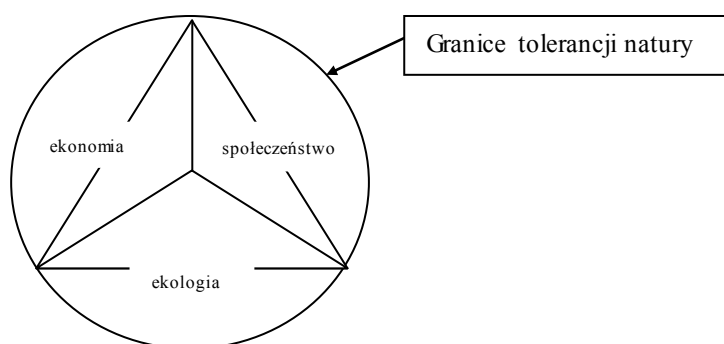 Granice tolerancji natury
ekonomia
społeczeństwo
ekologia